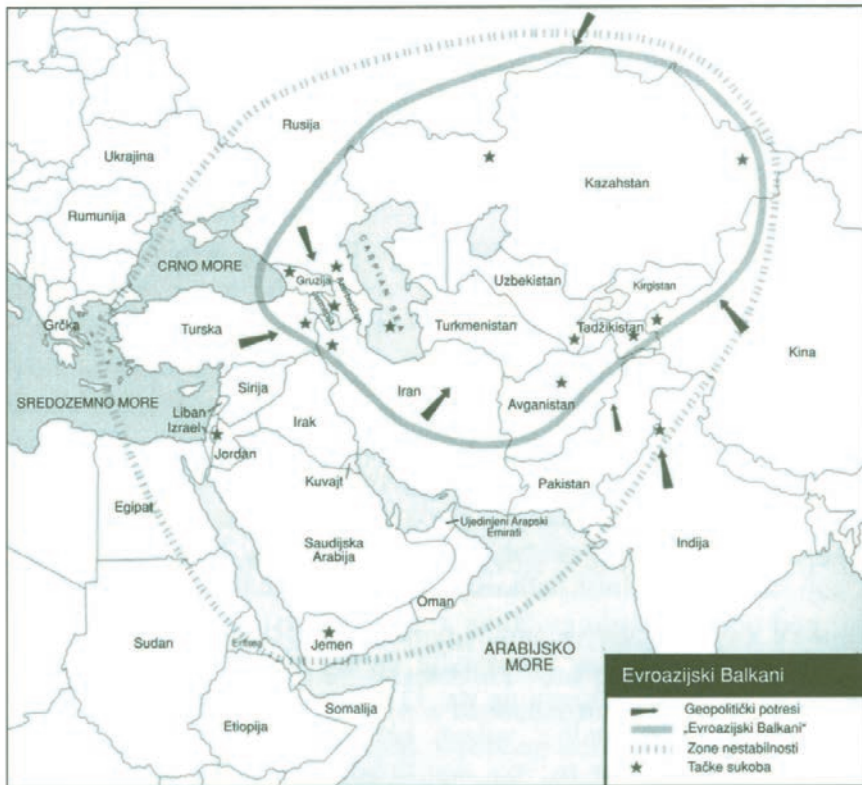 Rusija
Ukrajina
Kazahstan
Rumunija
CASPIAN SEA
CRNO MORE
Gruzija
Uzbekistan
Kirgistan
Grčka
Turska
Turkmenistan
Tadžikistan
Kina
Sirija
Iran
Avganistan
SREDOZEMNO MORE
Liban
Izrael
Irak
Jordan
Kuvajt
Pakistan
Egipat
Ujedinjeni Arapski
Emirati
Saudijska
Arabija
Indija
Oman
Sudan
Jemen
ARABIJSKO
MORE
Somalija
Etiopija
Evroazijski Balkani
Geopolitički potresi
„Evroazijski Balkani“
Zone nestabilnosti
Tačke sukoba